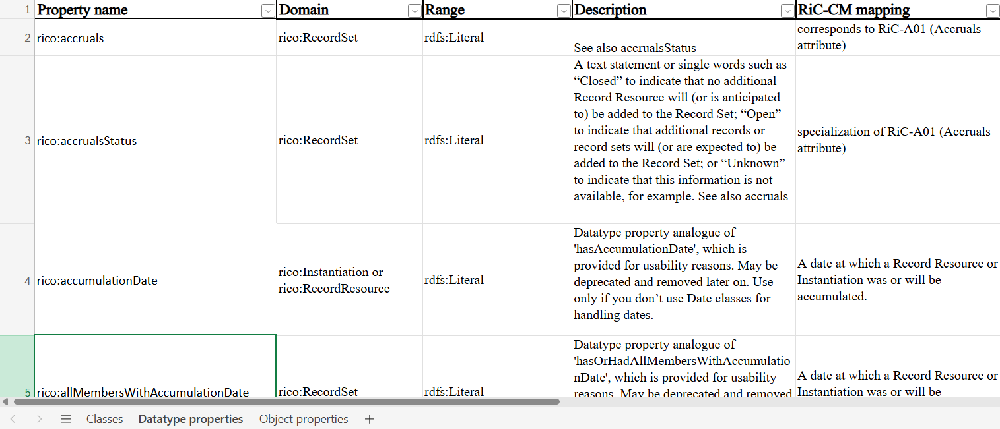 1 Property name Domain Range Description RiC-CM mapping
2 rico:accruals rico:RecordSet rdfs:Literal
See also accrualsStatus
corresponds to RiC-A01 (Accruals
attribute)
3 rico:accrualsStatus rico:RecordSet rdfs:Literal
A text statement or single words such as
“Closed” to indicate that no additional
Record Resource will (or is anticipated
to) be added to the Record Set; “Open”
to indicate that additional records or
record sets will (or are expected to) be
added to the Record Set; or “Unknown”
to indicate that this information is not
available, for example. See also accruals
specialization of RiC-A01 (Accruals
attribute)
4 rico:accumulationDate
rico:Instantiation or
rico:RecordResource
rdfs:Literal
Datatype property analogue of
'hasAccumulationDate', which is
provided for usability reasons. May be
deprecated and removed later on. Use
only if you don’t use Date classes for
handling dates.
A date at which a Record Resource or
Instantiation was or will be
accumulated.
5 rico:allMembersWithAccumulationDate rico:RecordSet rdfs:Literal
Datatype property analogue of
'hasOrHadAllMembersWithAccumulatio
nDate', which is provided for usability
reasons. May be deprecated and removed
A date at which a Record Resource or
Instantiation was or will be
Classes Datatype properties Object properties +